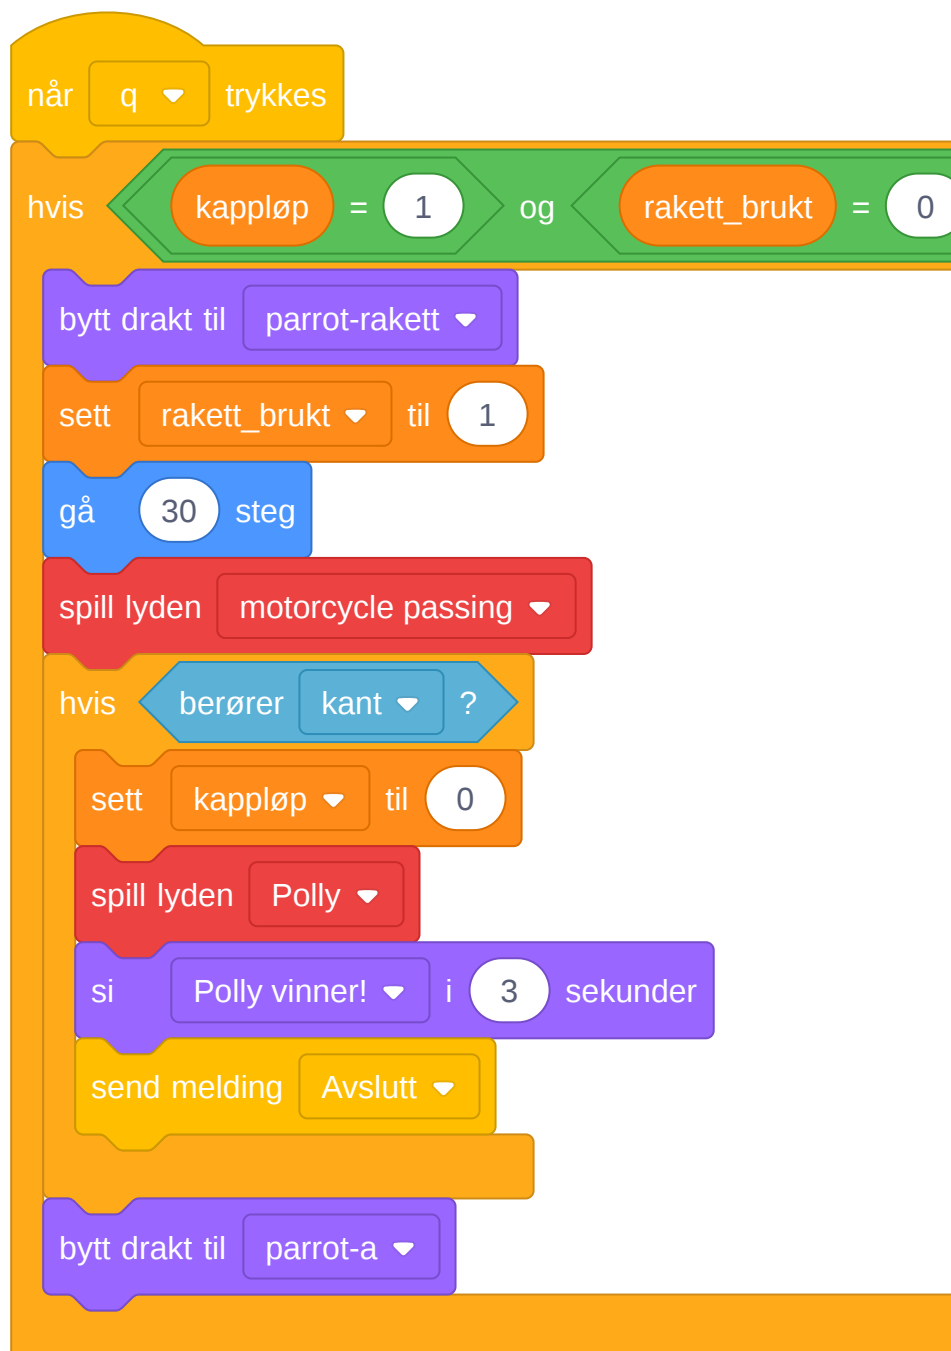 når q trykkes
hvis kappløp = 1 og rakett_brukt = 0
bytt drakt til parrot-rakett
sett rakett_brukt til 1
gå 30 steg
spill lyden motorcycle passing
hvis berører kant ?
sett kappløp til 0
spill lyden Polly
si Polly vinner! i 3 sekunder
send melding Avslutt
bytt drakt til parrot-a